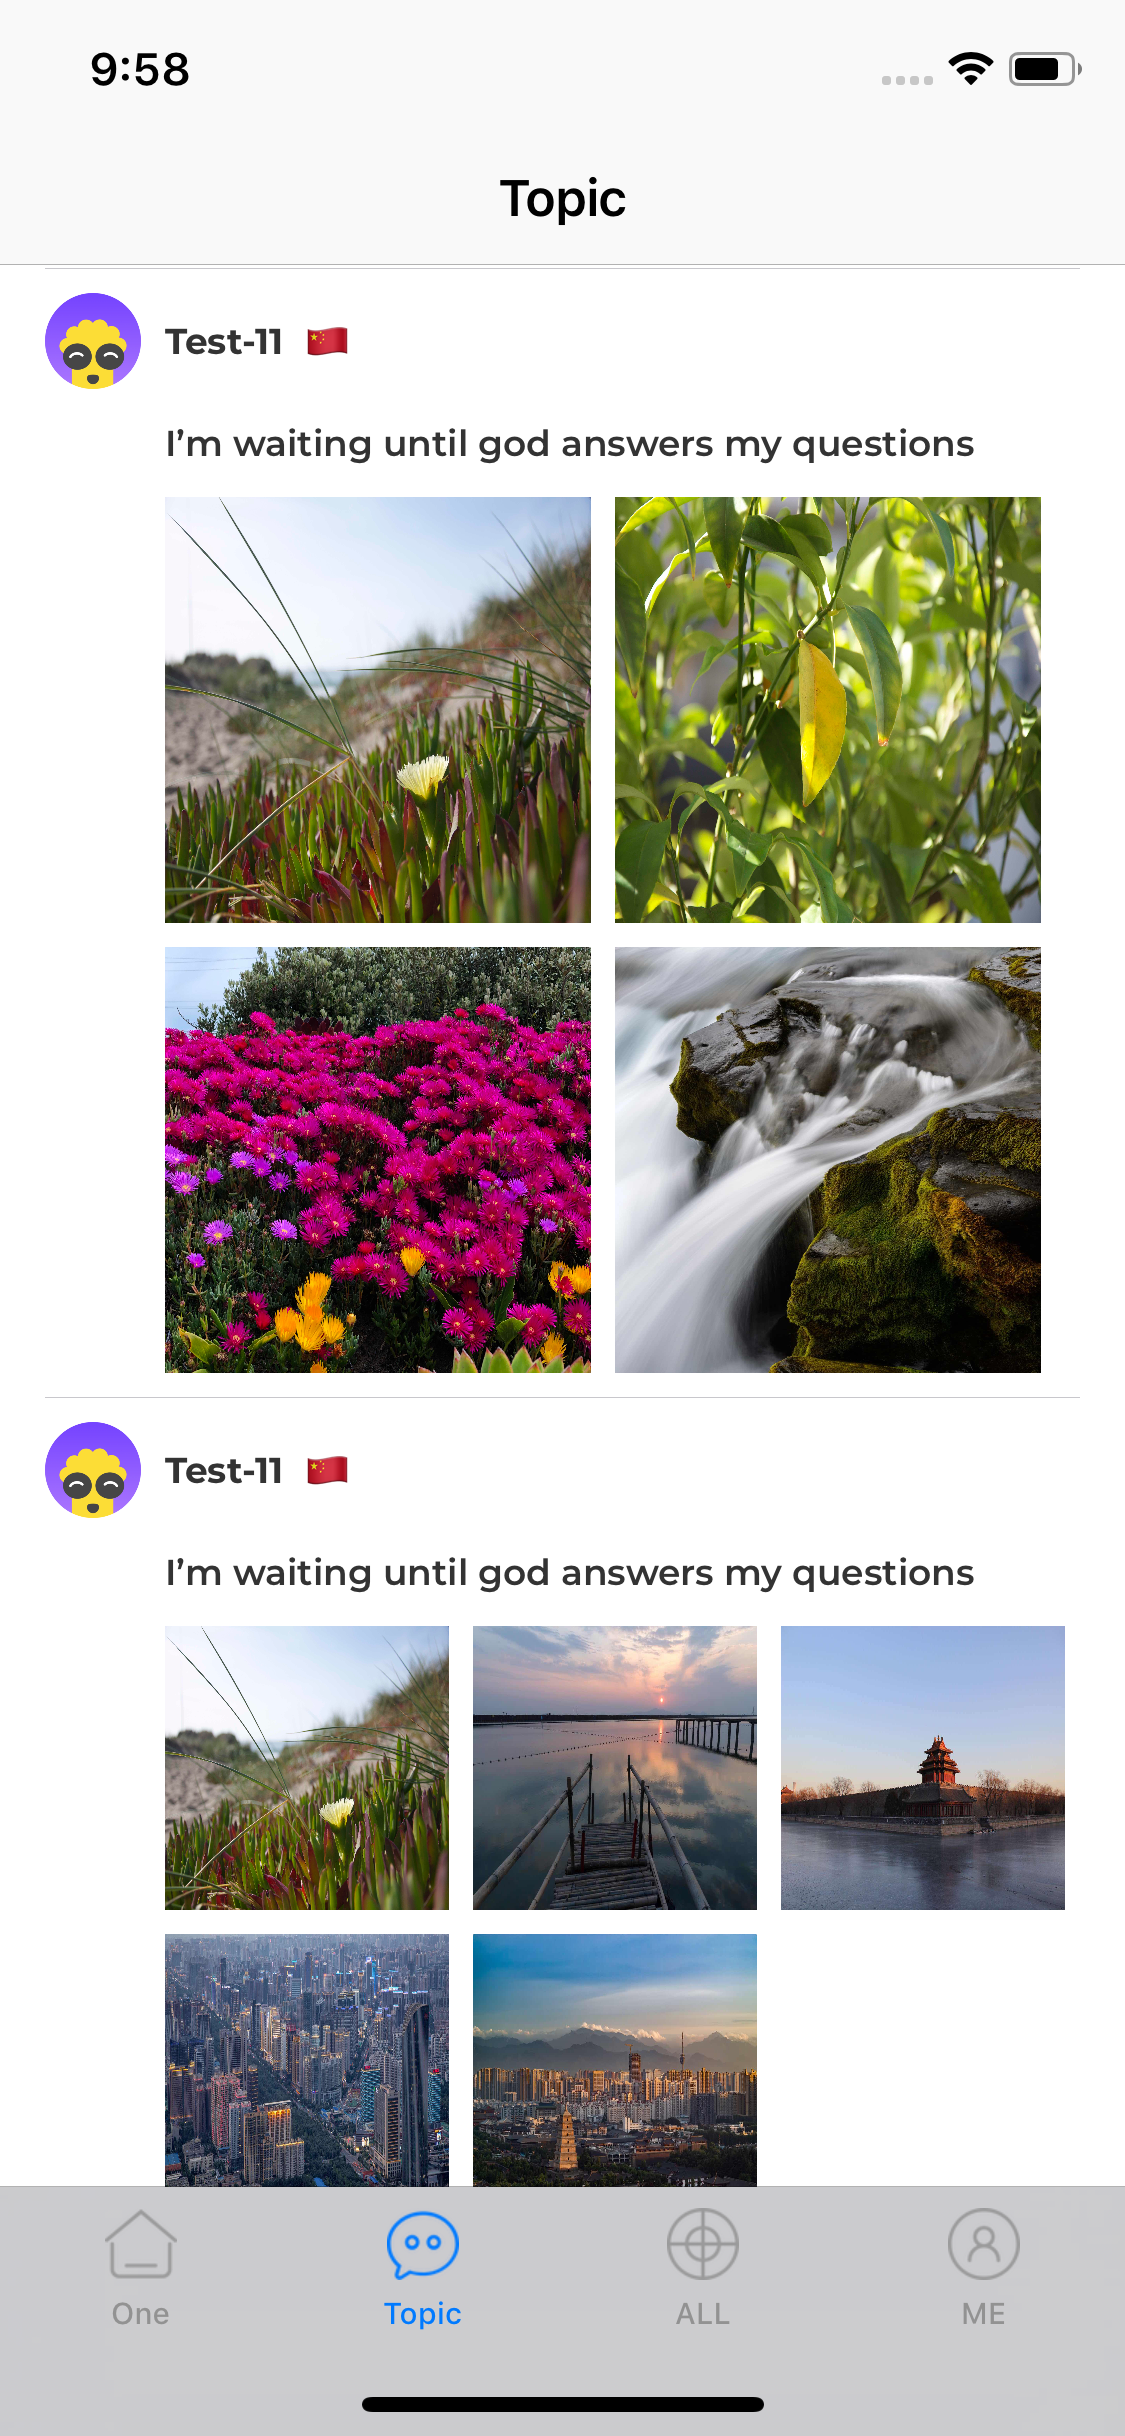 9:58
Topic
Test-11 🇨🇳
I’m waiting until god answers my questions
Test-11 🇨🇳
I’m waiting until god answers my questions
One
Topic
ALL
ME